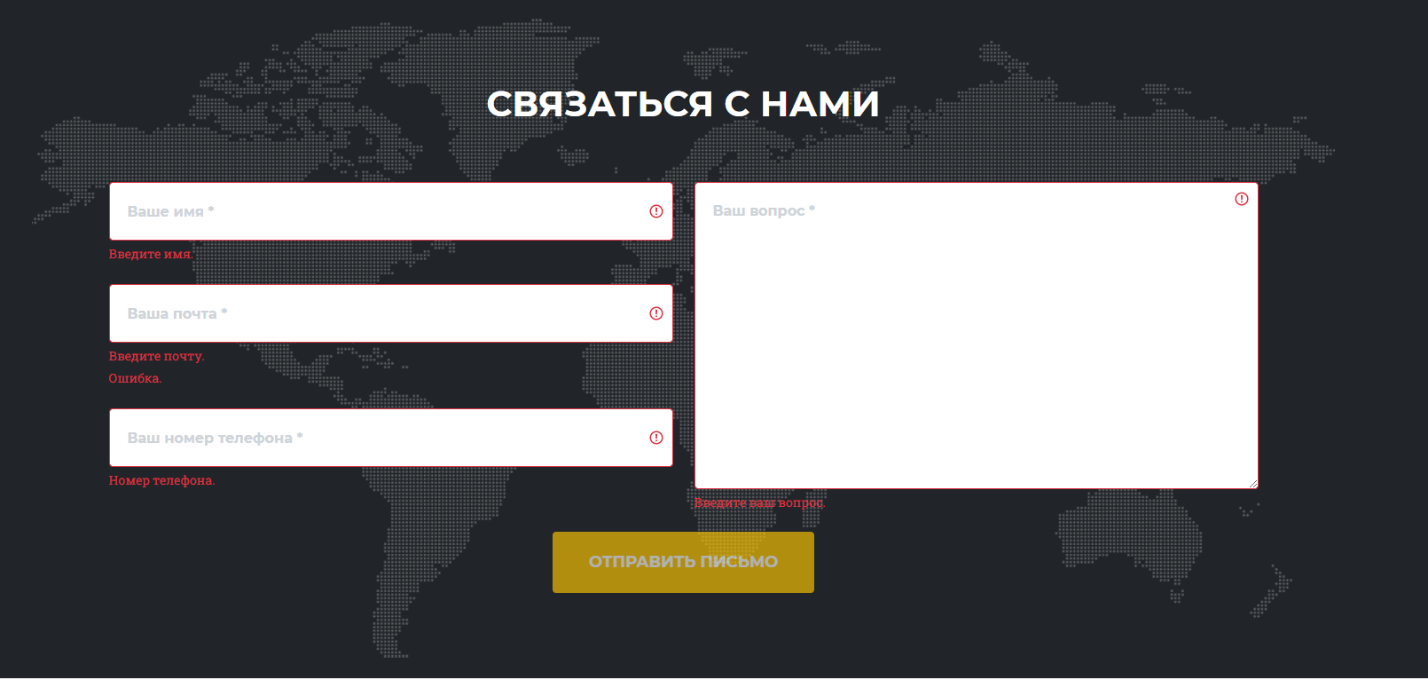 СВЯЗАТЬСЯ С НАМИ
Ваше имя *
Введите имя.
Ваша почта *
Введите почту.
Ошибка.
Ваш номер телефона *
Номер телефона.
Ваш вопрос *
Введите ваш вопрос.
ОТПРАВИТЬ ПИСЬМО